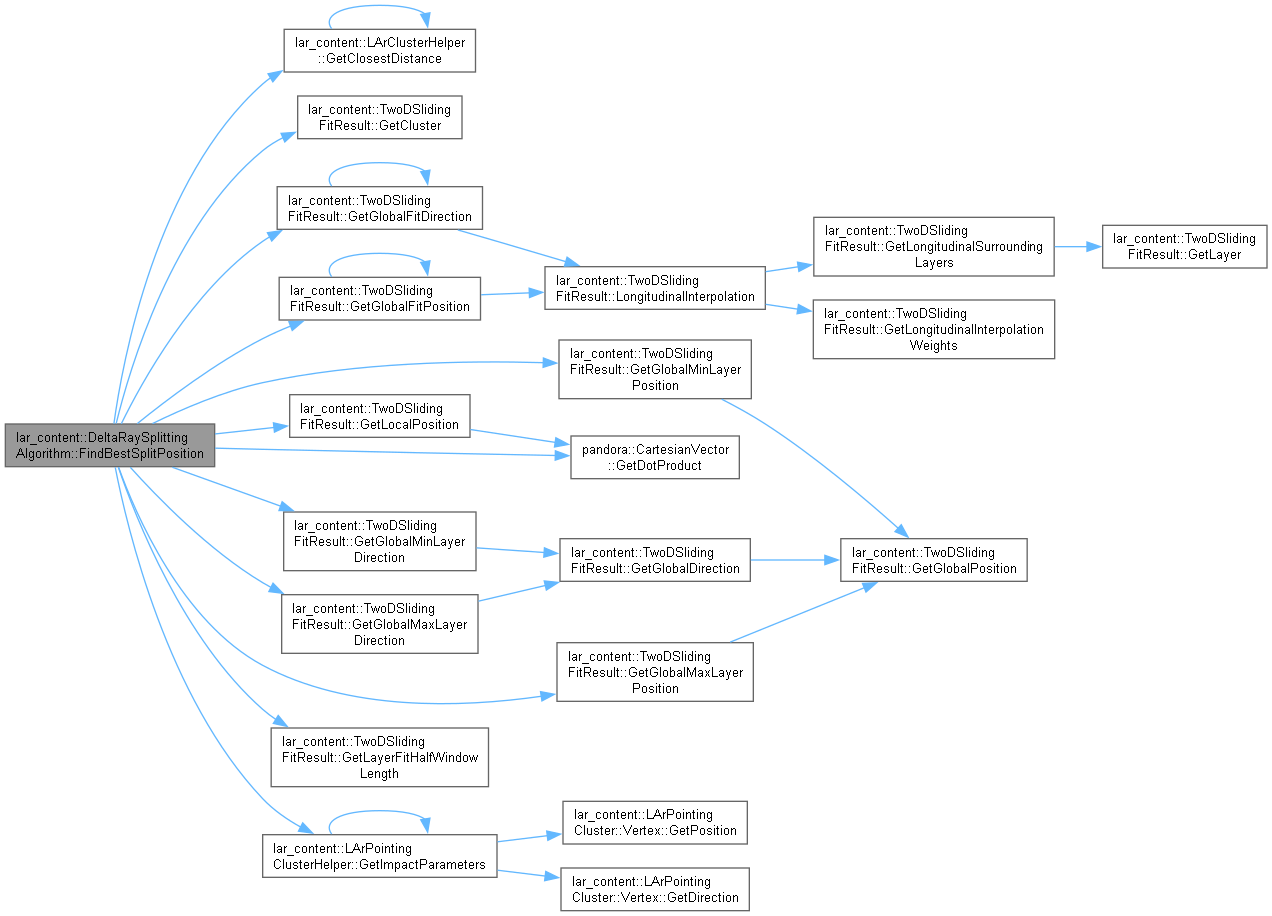 lar_content::LArClusterHelper
::GetClosestDistance
lar_content::TwoDSliding
FitResult::GetCluster
lar_content::TwoDSliding
FitResult::GetGlobalFitDirection
lar_content::TwoDSliding
FitResult::GetLongitudinalSurrounding
Layers
lar_content::TwoDSliding
FitResult::GetLayer
lar_content::TwoDSliding
FitResult::GetGlobalFitPosition
lar_content::TwoDSliding
FitResult::LongitudinalInterpolation
lar_content::TwoDSliding
FitResult::GetLongitudinalInterpolation
Weights
lar_content::TwoDSliding
FitResult::GetGlobalMinLayer
Position
lar_content::DeltaRaySplitting
Algorithm::FindBestSplitPosition
lar_content::TwoDSliding
FitResult::GetLocalPosition
pandora::CartesianVector
::GetDotProduct
lar_content::TwoDSliding
FitResult::GetGlobalMinLayer
Direction
lar_content::TwoDSliding
FitResult::GetGlobalDirection
lar_content::TwoDSliding
FitResult::GetGlobalPosition
lar_content::TwoDSliding
FitResult::GetGlobalMaxLayer
Direction
lar_content::TwoDSliding
FitResult::GetGlobalMaxLayer
Position
lar_content::TwoDSliding
FitResult::GetLayerFitHalfWindow
Length
lar_content::LArPointing
ClusterHelper::GetImpactParameters
lar_content::LArPointing
Cluster::Vertex::GetPosition
lar_content::LArPointing
Cluster::Vertex::GetDirection